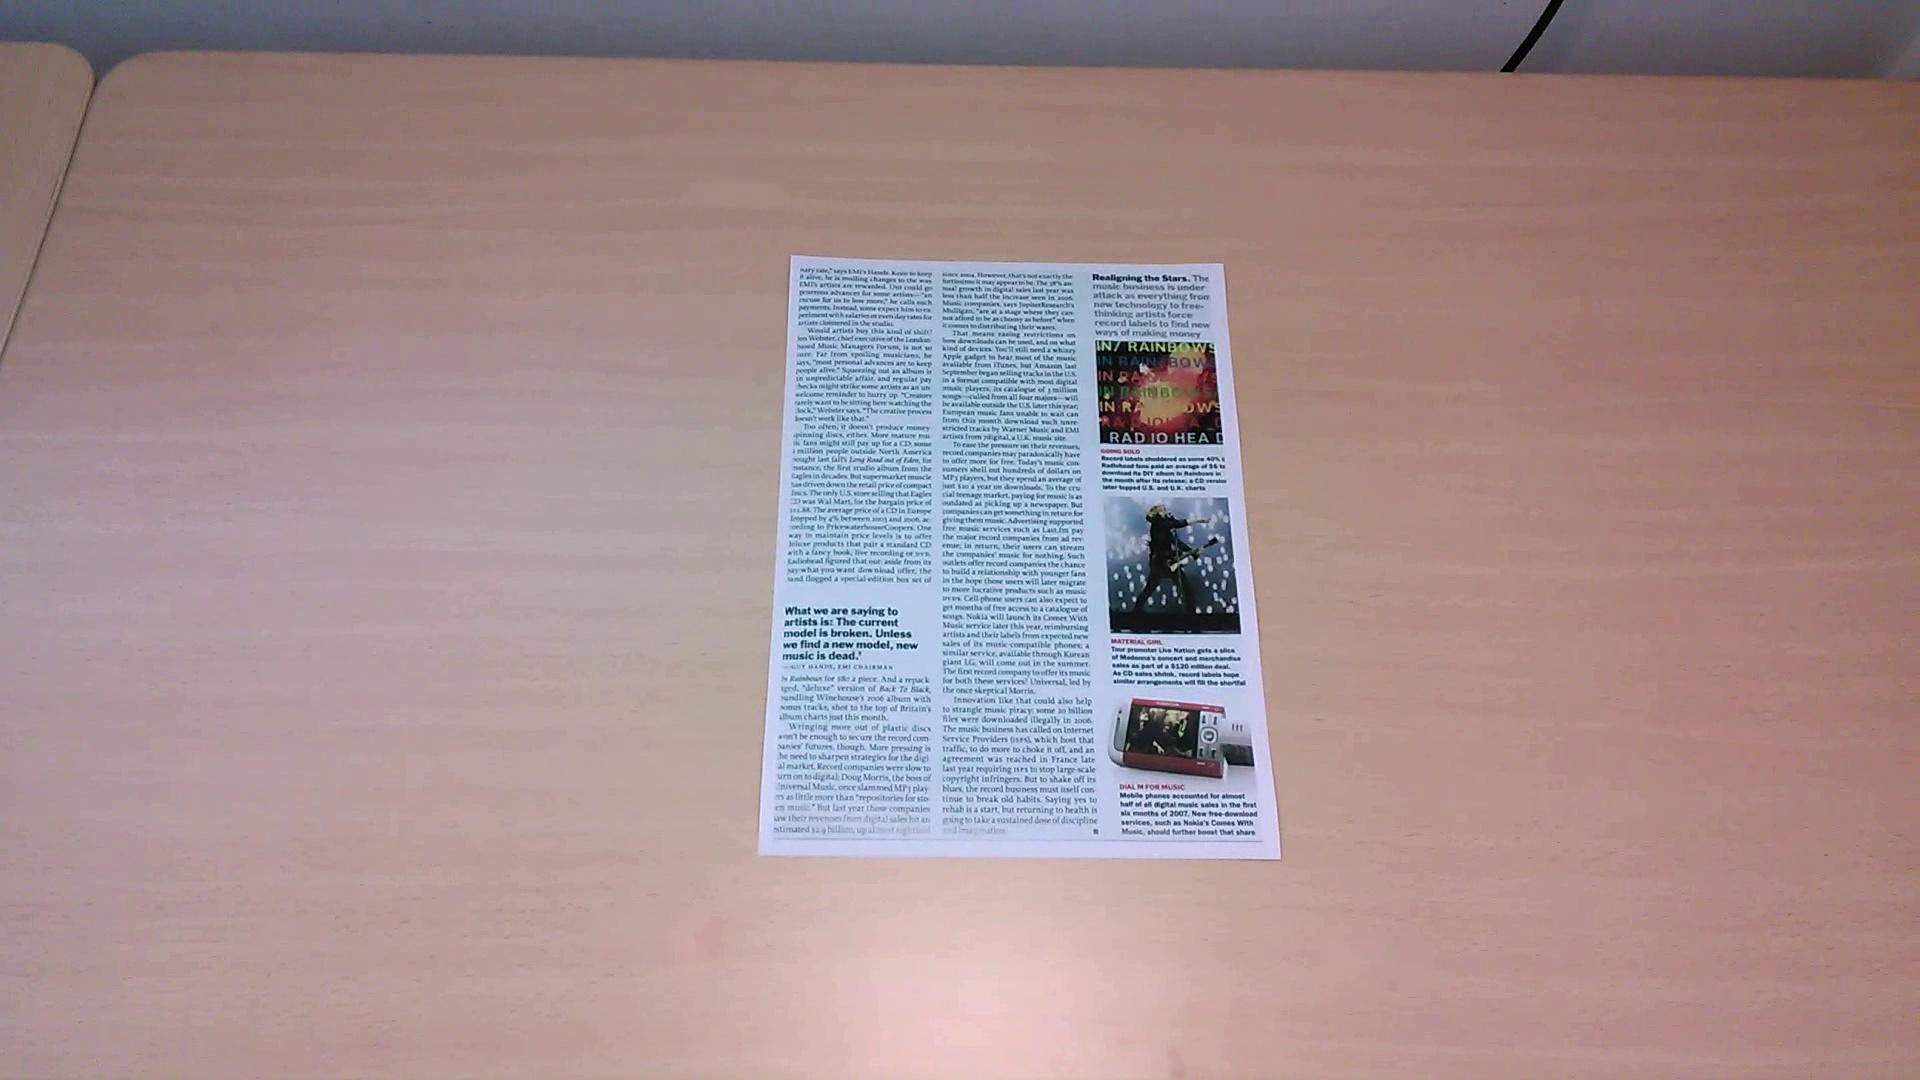 nary rate," says EMI's Hands. Keen to keep
it alive, he is mulling changes to the way
EMI's artists are rewarded. Out could go
generous advances for some artists—"an
excuse for us to lose more," he calls such
payments. Instead, some expect him to ex-
periment with salaries or even day rates for
artists cloistered in the studio.
Would artists buy this kind of shift?
Jon Webster, chief executive of the London-
based Music Managers Forum, is not so
sure. Far from spoiling musicians, he
says, "most personal advances are to keep
people alive." Squeezing out an album is
an unpredictable affair, and regular pay
checks might strike some artists as an un-
welcome reminder to hurry up. "Creators
rarely want to be sitting here watching the
clock," Webster says. "The creative process
doesn't work like that."
Too often, it doesn't produce money-
spinning discs, either. More mature mu-
sic fans might still pay up for a CD; some
million people outside North America
bought last fall's Long Road out of Eden, for
instance, the first studio album from the
Eagles in decades. But supermarket muscle
has driven down the retail price of compact
discs. The only U.S. store selling that Eagles
CD was Wal-Mart, for the bargain price of
$11.88. The average price of a CD in Europe
dropped by 4% between 2003 and 2006, ac-
cording to PricewaterhouseCoopers. One
way to maintain price levels is to offer
deluxe products that pair a standard CD
with a fancy book, live recording or DVD.
Radiohead figured that out: aside from its
pay-what-you-want download offer, the
band flogged a special-edition box set of
What we are saying to
artists is: The current
model is broken. Unless
we find a new model, new
music is dead.'
—GUY HANDS, EMI CHAIRMAN
In Rainbows for $80 a piece. And a repack-
aged, "deluxe" version of Back To Black,
bundling Winehouse's 2006 album with
bonus tracks, shot to the top of Britain's
album charts just this month.
Wringing more out of plastic discs
won't be enough to secure the record com-
panies' futures, though. More pressing is
the need to sharpen strategies for the digi-
tal market. Record companies were slow to
turn on to digital; Doug Morris, the boss of
Universal Music, once slammed MP3 play-
ers as little more than "repositories for sto-
len music." But last year those companies
saw their revenues from digital sales hit an
estimated $2.9 billion, up almost eightfold
since 2004. However, that's not exactly the
fortissimo it may appear to be. The 38% an-
nual growth in digital sales last year was
less than half the increase seen in 2006.
Music companies, says JupiterResearch's
Mulligan, "are at a stage where they can-
not afford to be as choosy as before" when
it comes to distributing their wares.
That means easing restrictions on
how downloads can be used, and on what
kind of devices. You'll still need a whizzy
Apple gadget to hear most of the music
available from iTunes, but Amazon last
September began selling tracks in the U.S.
in a format compatible with most digital
music players. Its catalogue of 3 million
songs—culled from all four majors—will
be available outside the U.S. later this year;
European music fans unable to wait can
from this month download such unre-
stricted tracks by Warner Music and EMI
artists from 7digital, a U.K. music site.
To ease the pressure on their revenues,
record companies may paradoxically have
to offer more for free. Today's music con-
sumers shell out hundreds of dollars on
MP3 players, but they spend an average of
just $20 a year on downloads. To the cru-
cial teenage market, paying for music is as
outdated as picking up a newspaper. But
companies can get something in return for
giving them music. Advertising supported
free music services such as Last.fm pay
the major record companies from ad rev-
enue; in return, their users can stream
the companies' music for nothing. Such
outlets offer record companies the chance
to build a relationship with younger fans
in the hope those users will later migrate
to more lucrative products such as music
DVDs. Cell-phone users can also expect to
get months of free access to a catalogue of
songs. Nokia will launch its Comes With
Music service later this year, reimbursing
artists and their labels from expected new
sales of its music-compatible phones; a
similar service, available through Korean
giant LG, will come out in the summer.
The first record company to offer its music
for both these services? Universal, led by
the once skeptical Morris.
Innovation like that could also help
to strangle music piracy: some 20 billion
files were downloaded illegally in 2006.
The music business has called on Internet
Service Providers (ISPs), which host that
traffic, to do more to choke it off, and an
agreement was reached in France late
last year requiring ISPs to stop large-scale
copyright infringers. But to shake off its
blues, the record business must itself con-
tinue to break old habits. Saying yes to
rehab is a start, but returning to health is
going to take a sustained dose of discipline
and imagination.
Realigning the Stars. The
music business is under
attack as everything from
new technology to free-
thinking artists force
record labels to find new
ways of making money
IN/ RAINBOWS
IN RAINBOWS
IN RAINBOWS
IN RAINBOWS
IN RAINBOWS
RADIOHEAD
RAD IO HEA D
GOING SOLO
Record labels shuddered as some 40% of
Radiohead fans paid an average of $6 to
download its DIY album In Rainbows in
the month after its release; a CD version
later topped U.S. and U.K. charts
MATERIAL GIRL
Tour promoter Live Nation gets a slice
of Madonna's concert and merchandise
sales as part of a $120 million deal.
As CD sales shrink, record labels hope
similar arrangements will fill the shortfall
DIAL M FOR MUSIC
Mobile phones accounted for almost
half of all digital music sales in the first
six months of 2007. New free-download
services, such as Nokia's Comes With
Music, should further boost that share